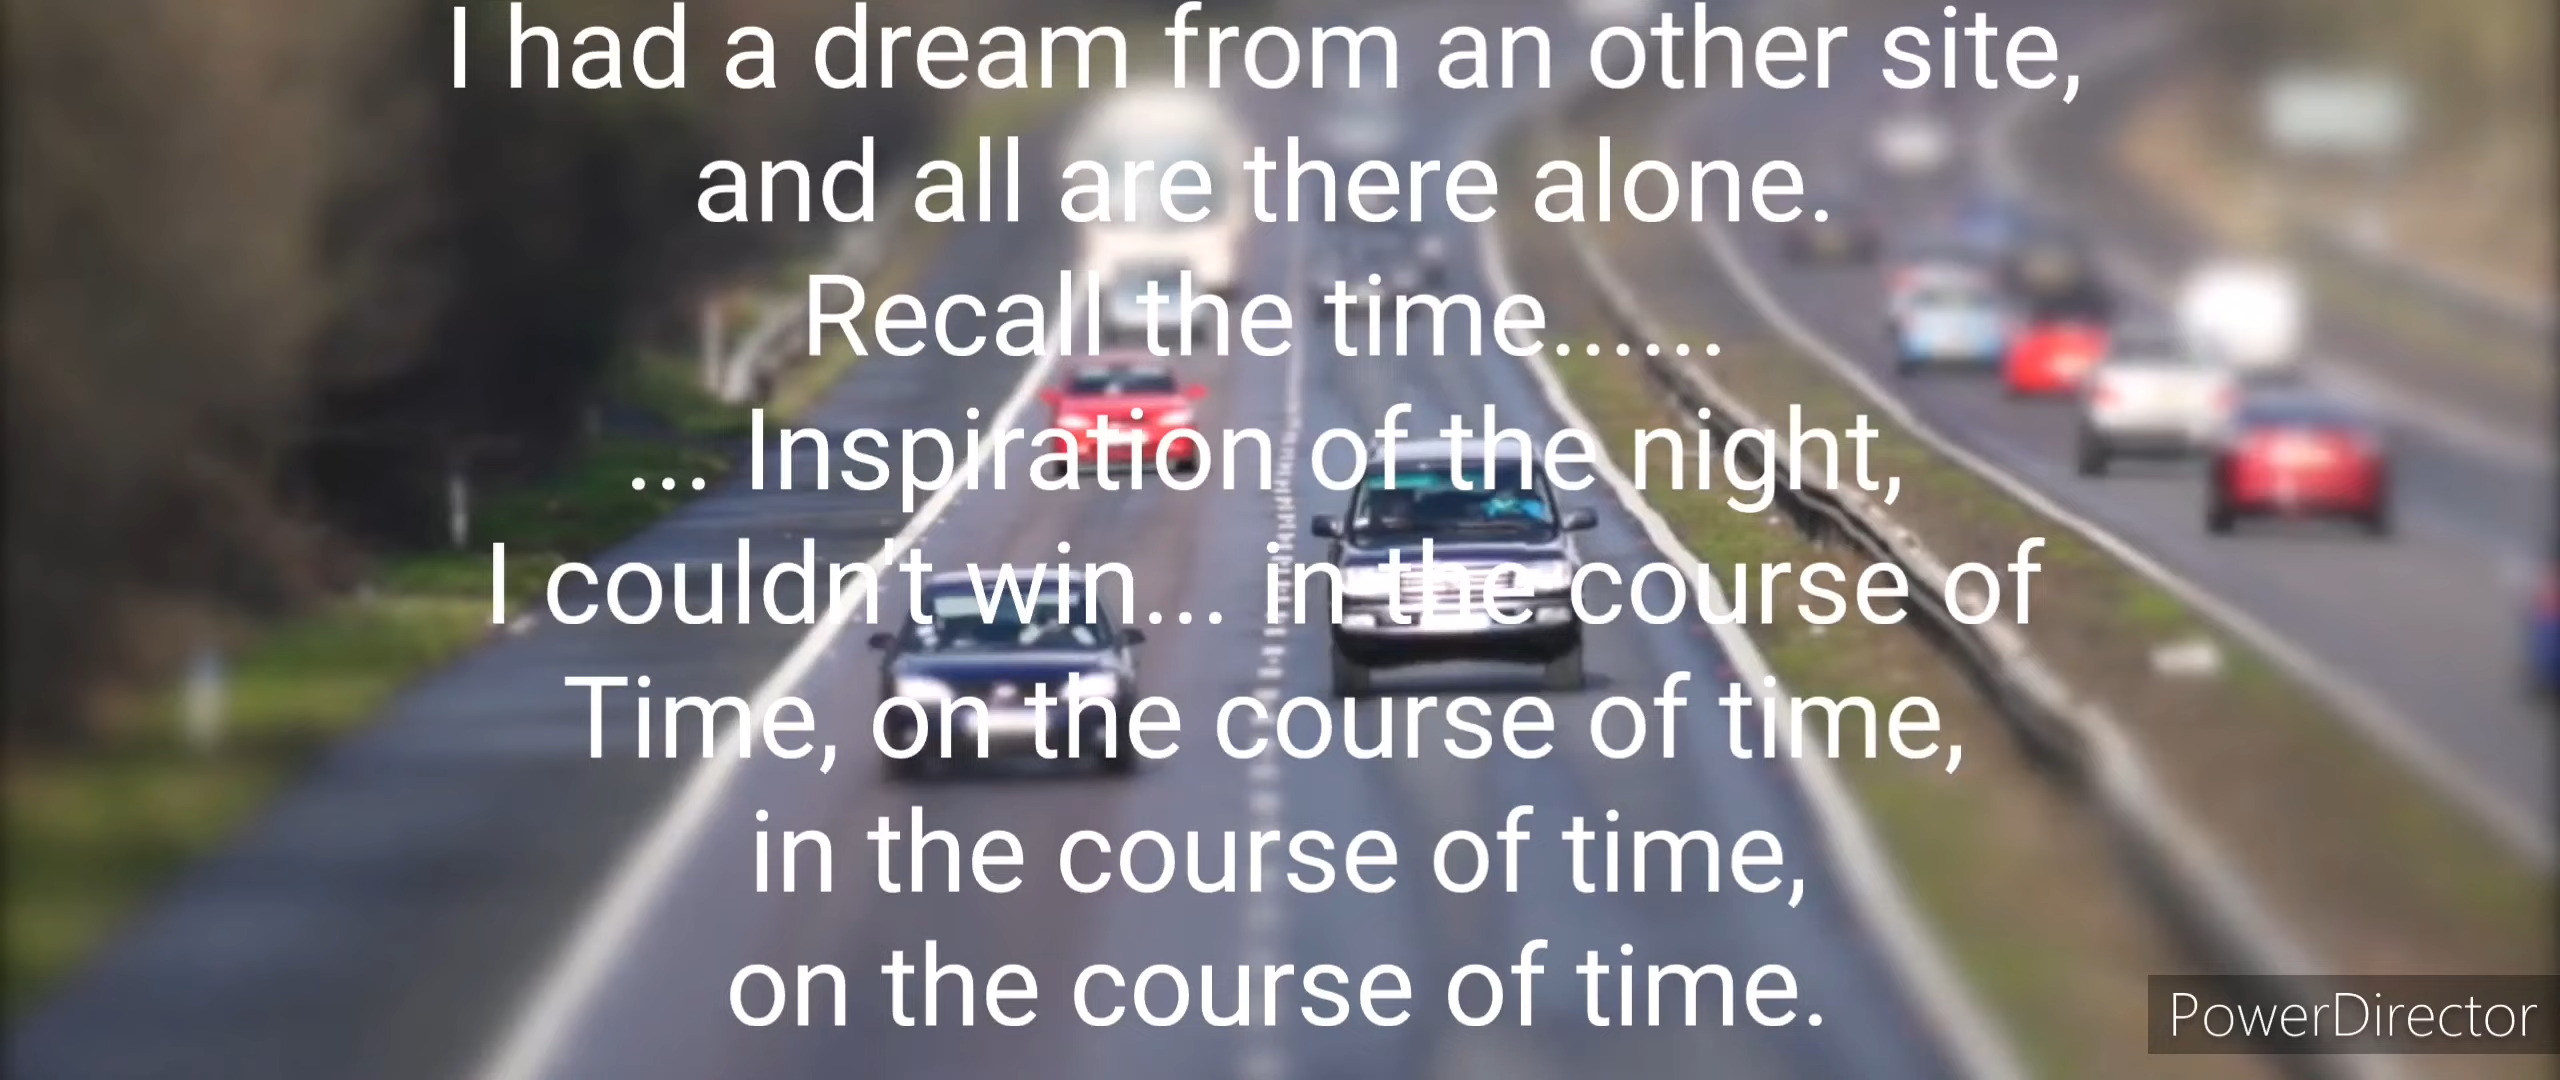 I had a dream from an other site,
and all are there alone.
Recall the time......
... Inspiration of the night,
I couldn't win... in the course of
Time, on the course of time,
in the course of time,
on the course of time.
PowerDirector